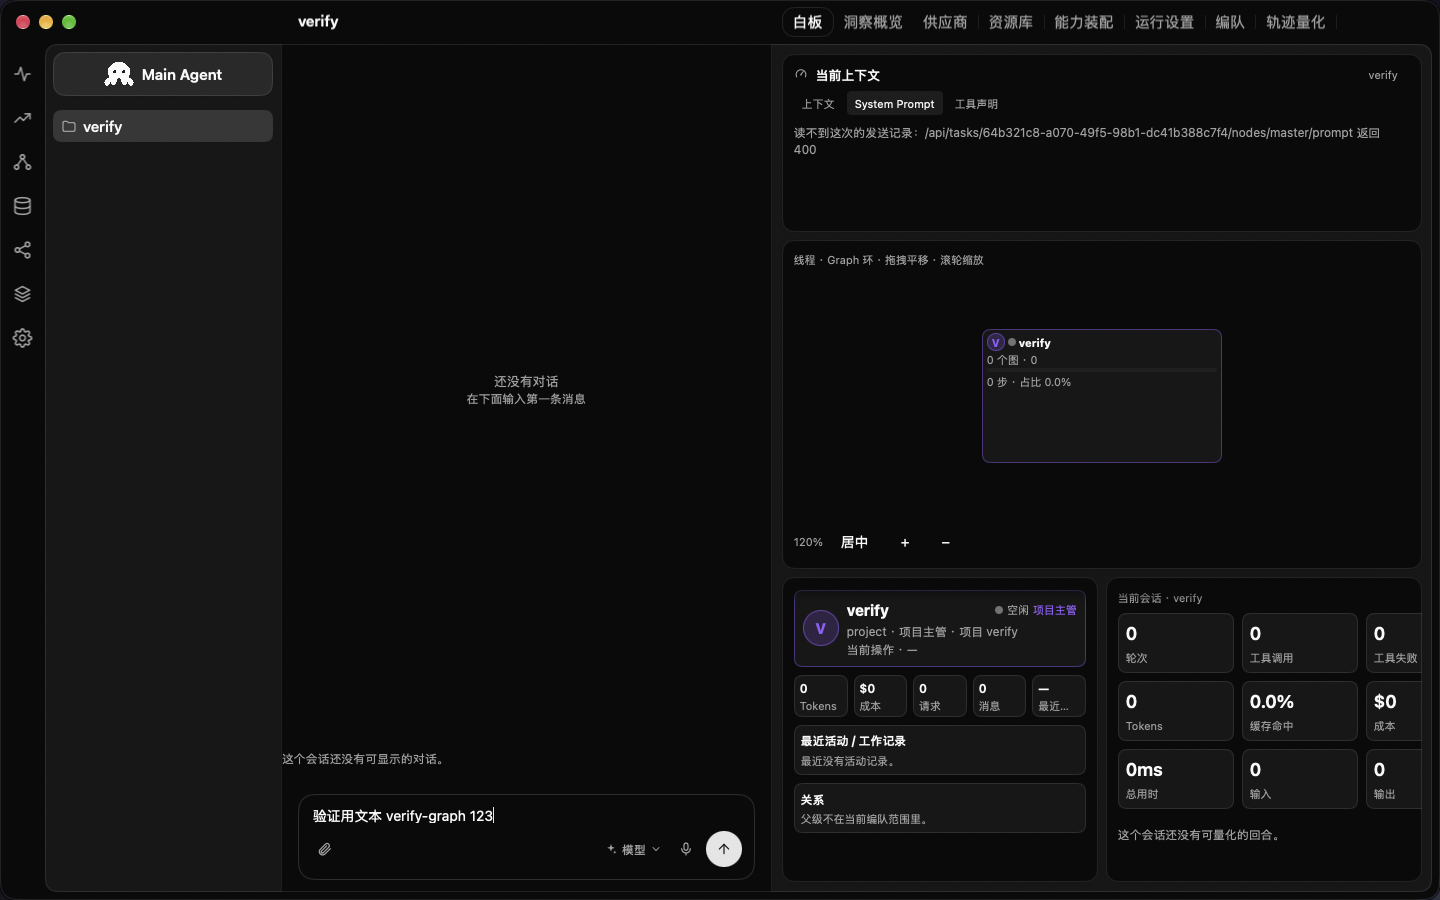 verify
白板 洞察概览 供应商 资源库 能力装配 运行设置 编队 轨迹量化
Main Agent
verify
还没有对话
在下面输入第一条消息
这个会话还没有可显示的对话。
验证用文本 verify-graph 123
模型
当前上下文 verify
上下文 System Prompt 工具声明
读不到这次的发送记录：/api/tasks/64b321c8-a070-49f5-98b1-dc41b388c7f4/nodes/master/prompt 返回
400
线程 · Graph 环 · 拖拽平移 · 滚轮缩放
V verify
0 个图 · 0
0 步 · 占比 0.0%
120% 居中 + −
V
verify 空闲 项目主管
project · 项目主管 · 项目 verify
当前操作 · —
0 $0 0 0 —
Tokens 成本 请求 消息 最近…
最近活动 / 工作记录
最近没有活动记录。
关系
父级不在当前编队范围里。
当前会话 · verify
0 0 0
轮次 工具调用 工具失败
0 0.0% $0
Tokens 缓存命中 成本
0ms 0 0
总用时 输入 输出
这个会话还没有可量化的回合。